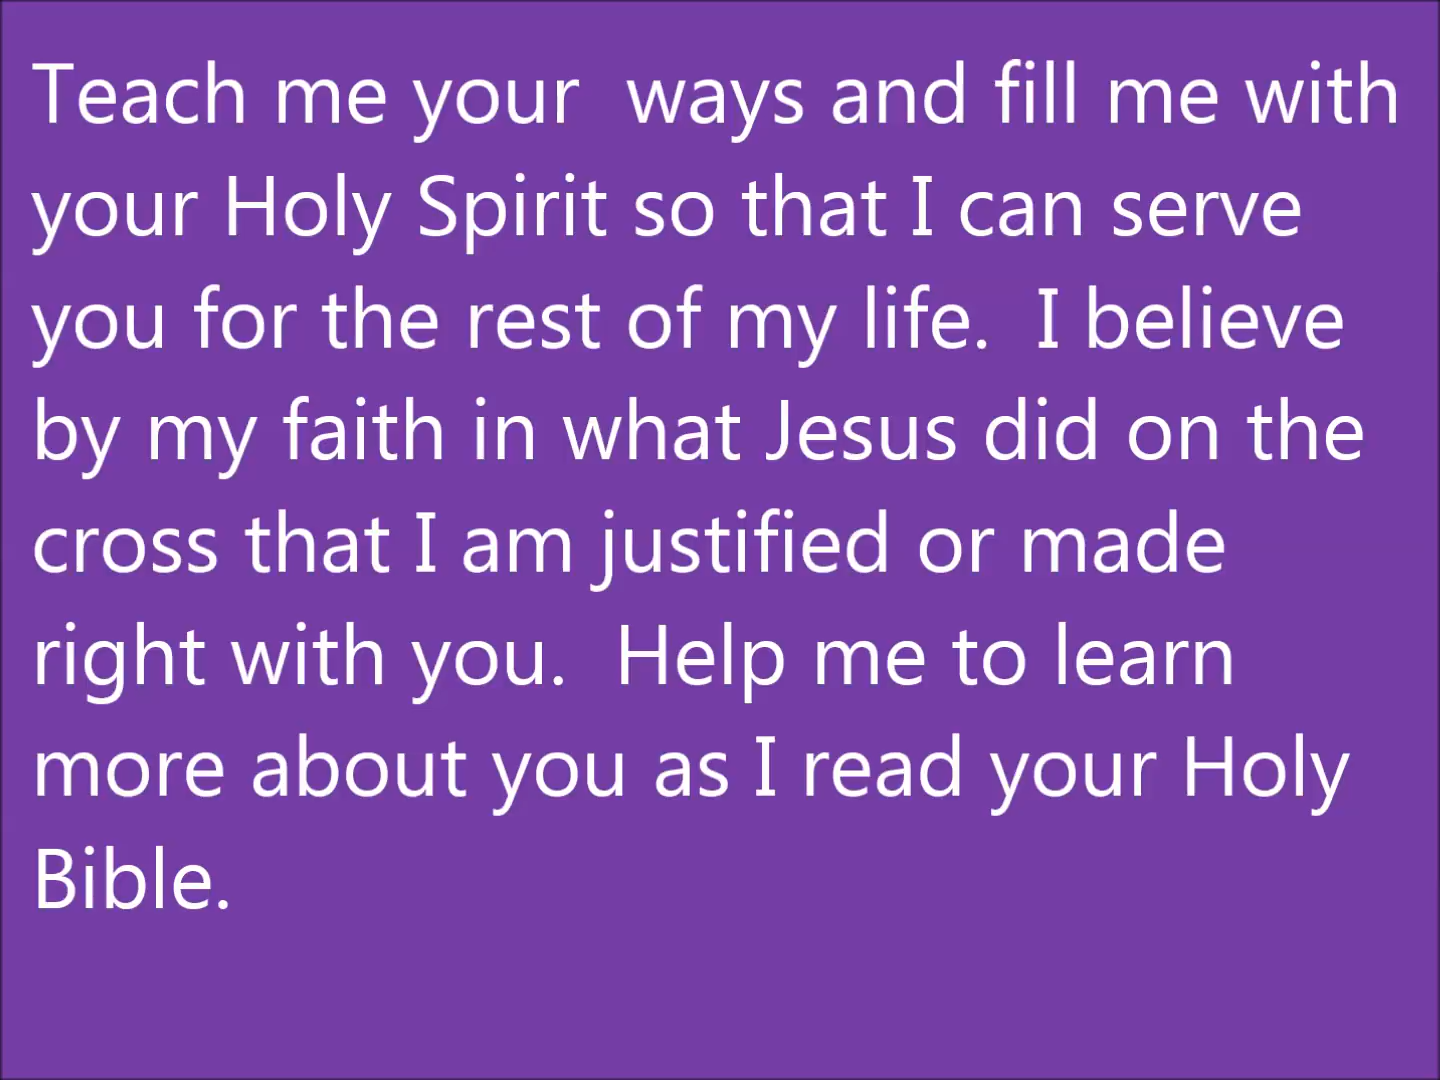 Teach me your  ways and fill me with
your Holy Spirit so that I can serve
you for the rest of my life.  I believe
by my faith in what Jesus did on the
cross that I am justified or made
right with you.  Help me to learn
more about you as I read your Holy
Bible.